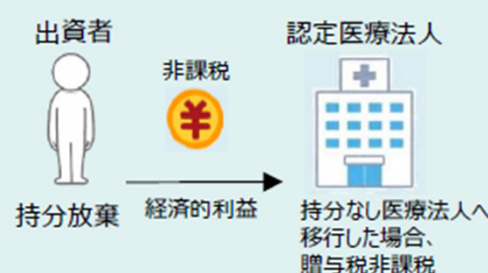 出資者
認定医療法人
非課税
¥
持分放棄
経済的利益
持分なし医療法人へ
移行した場合、
贈与税非課税